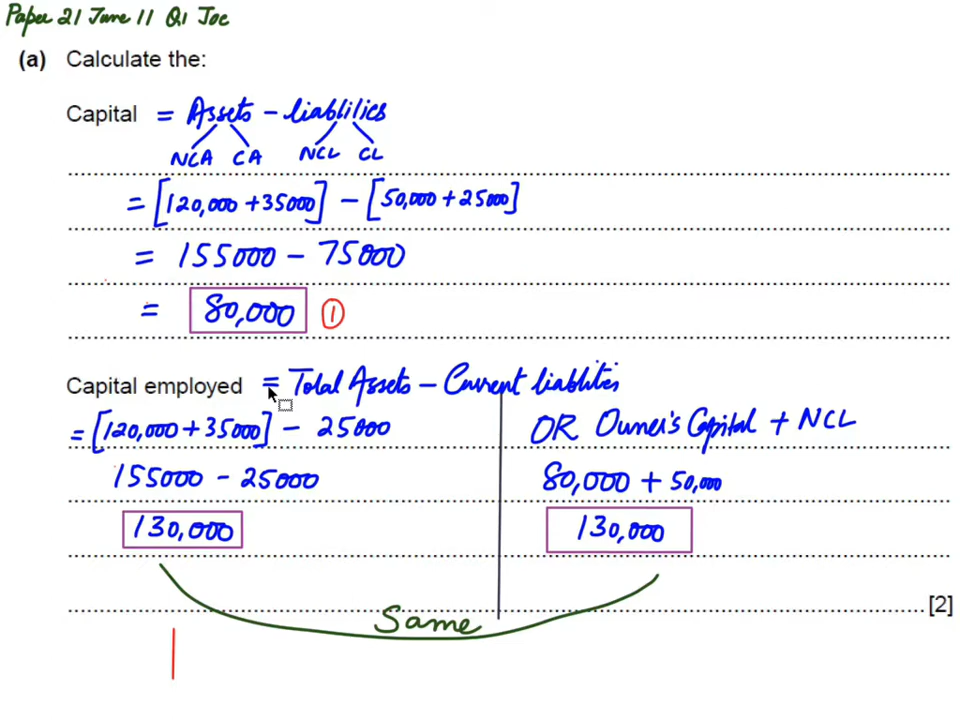 Paper 21 June 11 Q1 Joe
(a) Calculate the:
Capital = Assets - liablilies
NCA CA NCL CL
= [120,000 + 35000] - [50,000 + 25000]
= 155000 - 75000
= 80,000 1
Capital employed = Total Assets - Current liablities
= [120,000 + 35000] - 25000
155000 - 25000
130,000
OR Owner's Capital + NCL
80,000 + 50,000
130,000
Same
[2]